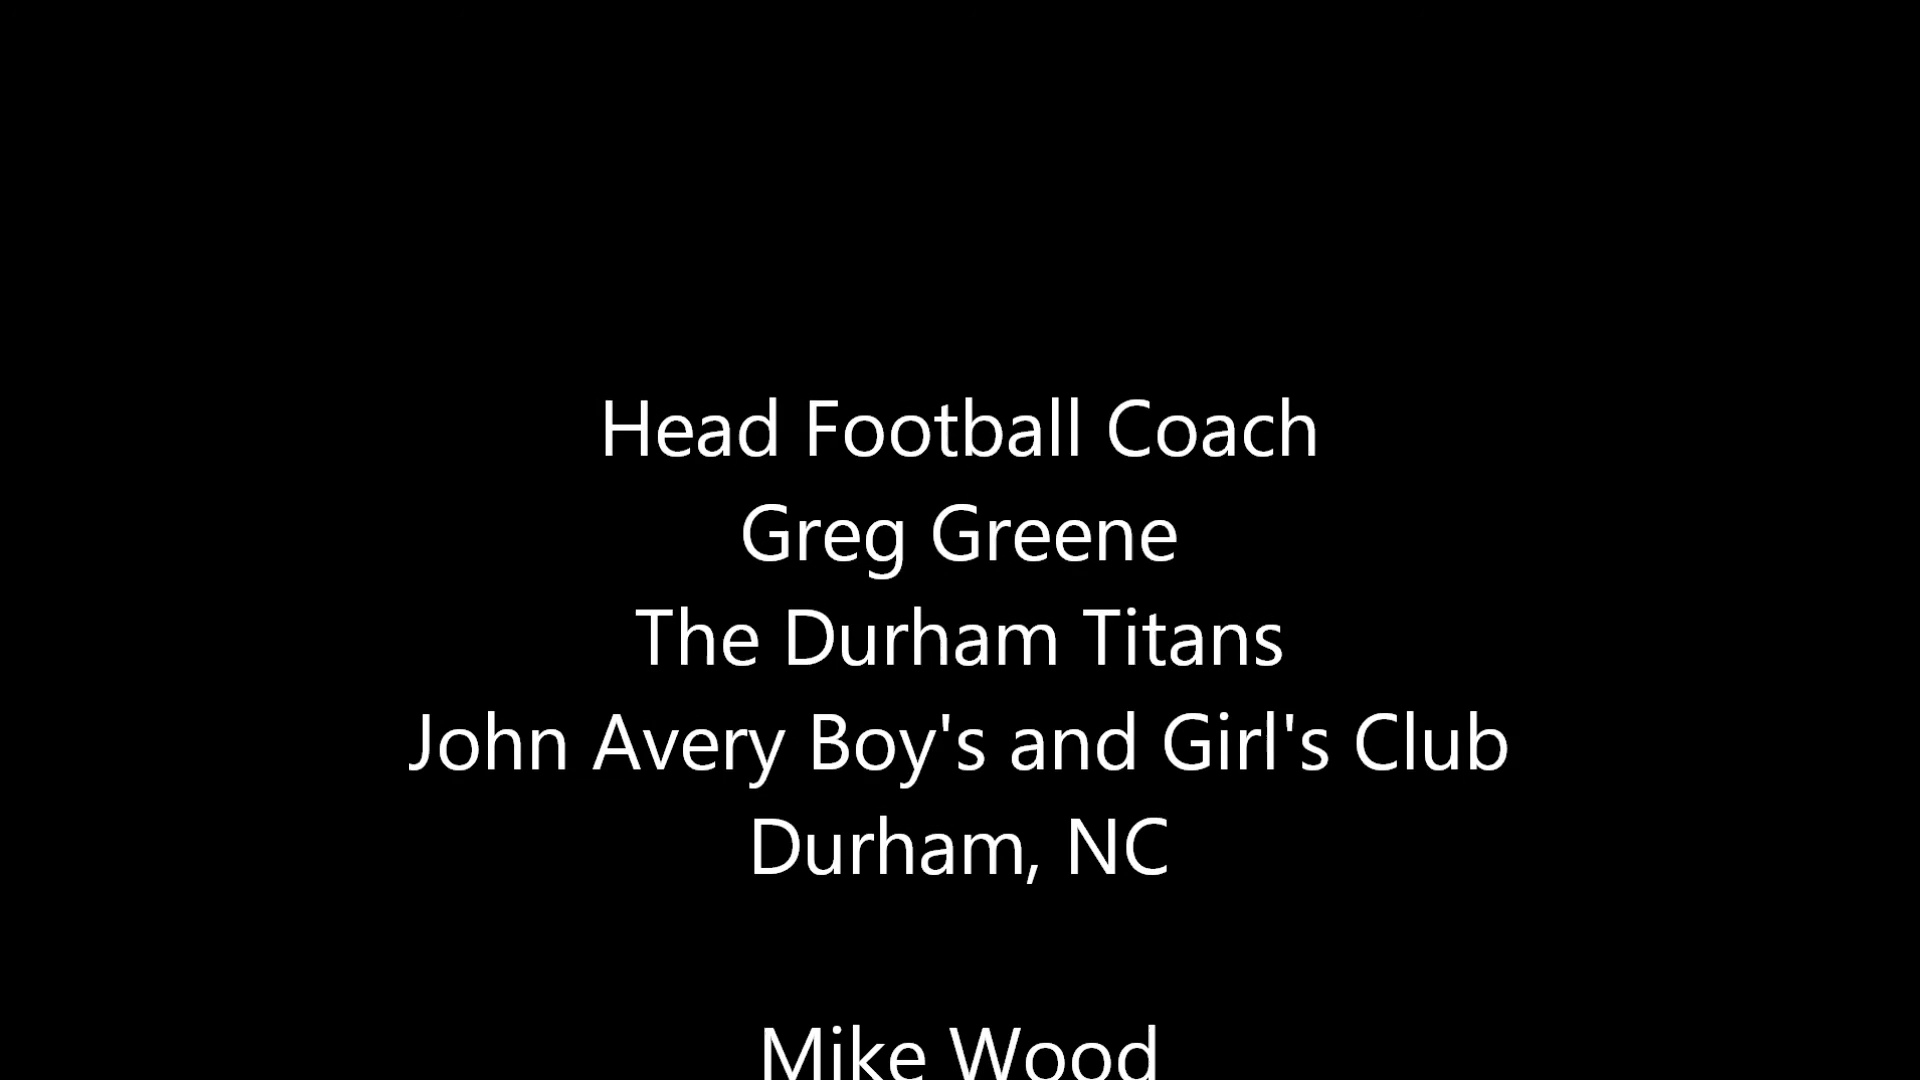 Head Football Coach
Greg Greene
The Durham Titans
John Avery Boy's and Girl's Club
Durham, NC
Mike Wood